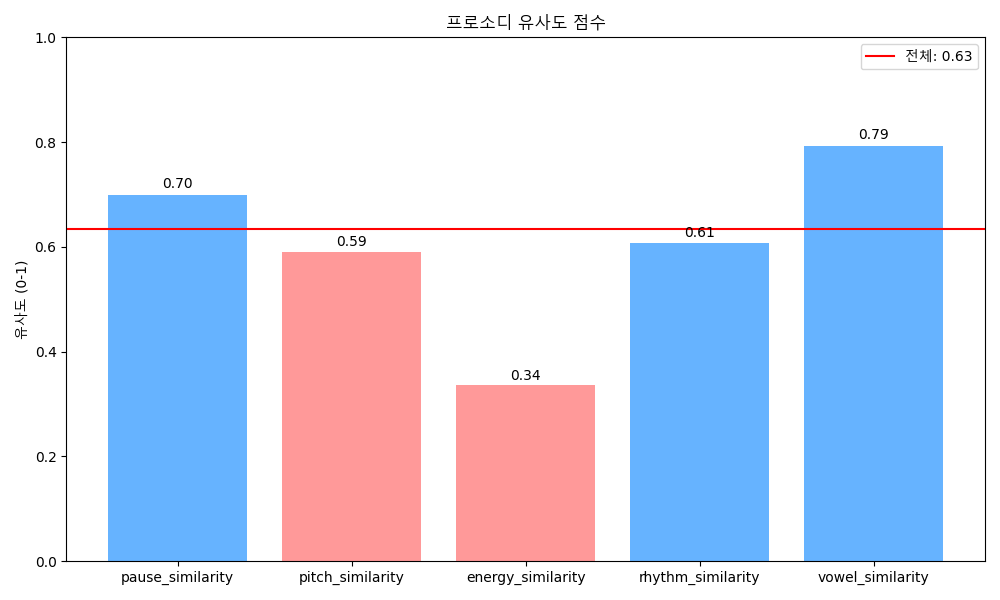 프로소디 유사도 점수
전체: 0.63
유사도 (0-1)
1.0
0.8
0.6
0.4
0.2
0.0
0.70
0.59
0.34
0.61
0.79
pause_similarity
pitch_similarity
energy_similarity
rhythm_similarity
vowel_similarity